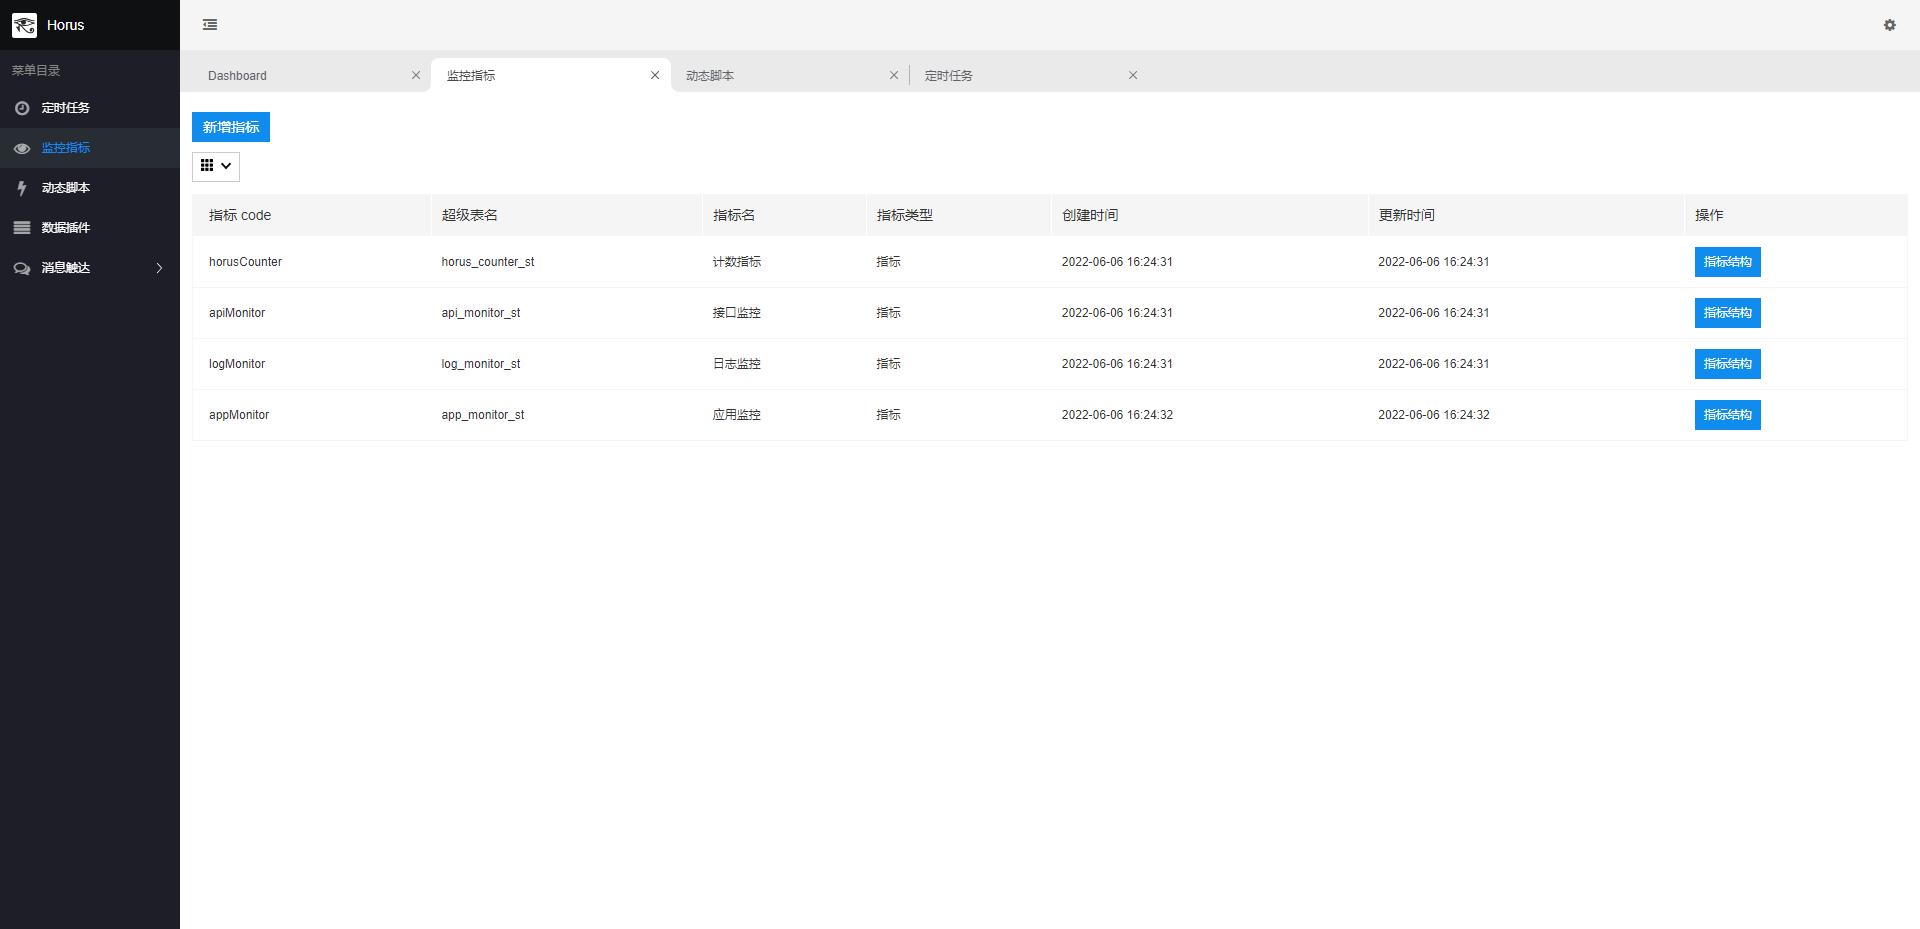 Horus
菜单目录
定时任务
监控指标
动态脚本
数据插件
消息触达
Dashboard 监控指标 动态脚本 定时任务
新增指标
指标 code 超级表名 指标名 指标类型 创建时间 更新时间 操作
horusCounter horus_counter_st 计数指标 指标 2022-06-06 16:24:31 2022-06-06 16:24:31 指标结构
apiMonitor api_monitor_st 接口监控 指标 2022-06-06 16:24:31 2022-06-06 16:24:31 指标结构
logMonitor log_monitor_st 日志监控 指标 2022-06-06 16:24:31 2022-06-06 16:24:31 指标结构
appMonitor app_monitor_st 应用监控 指标 2022-06-06 16:24:32 2022-06-06 16:24:32 指标结构